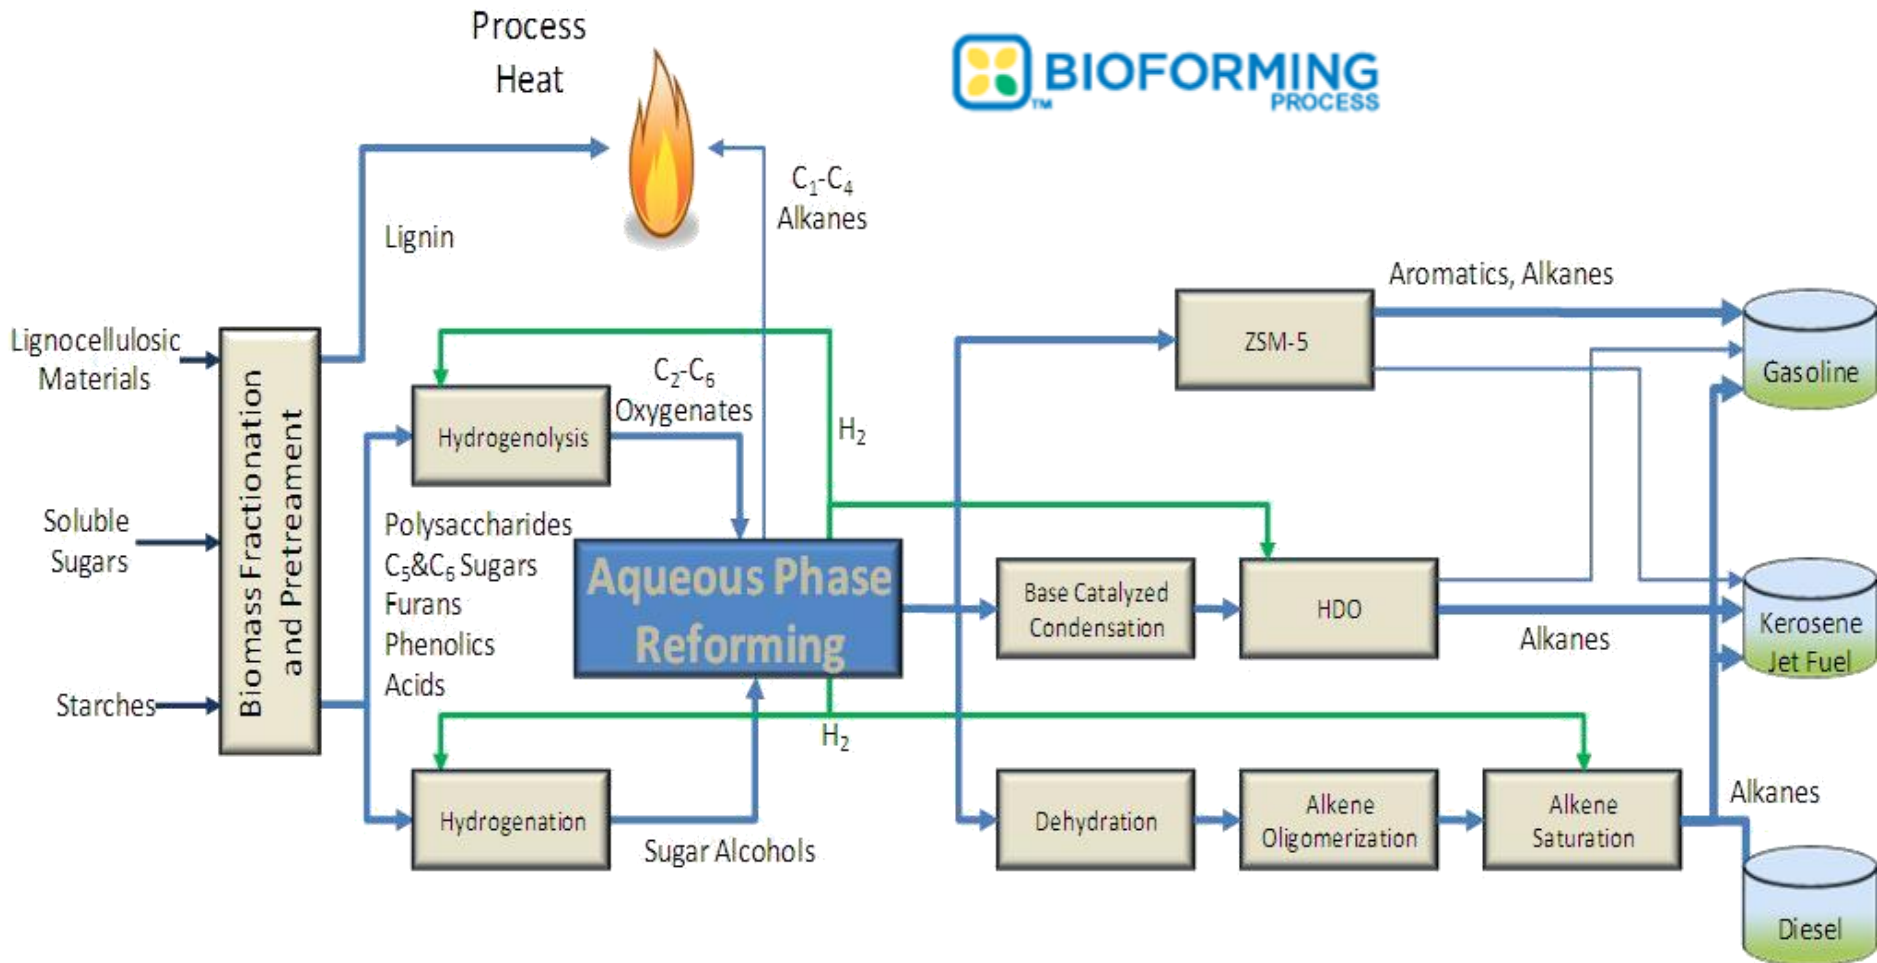 Process
Heat
BIOFORMING
TM
PROCESS
C1-C4
Alkanes
Lignin
Aromatics, Alkanes
Lignocellulosic
Materials
ZSM-5
Gasoline
C2-C6
Oxygenates
Hydrogenolysis
H2
Biomass Fractionation
and Pretreament
Soluble
Sugars
Polysaccharides
C5&C6 Sugars
Furans
Phenolics
Acids
Aqueous Phase
Reforming
Base Catalyzed
Condensation
HDO
Alkanes
Kerosene
Jet Fuel
Starches
H2
Hydrogenation
Sugar Alcohols
Dehydration
Alkene
Oligomerization
Alkene
Saturation
Alkanes
Diesel